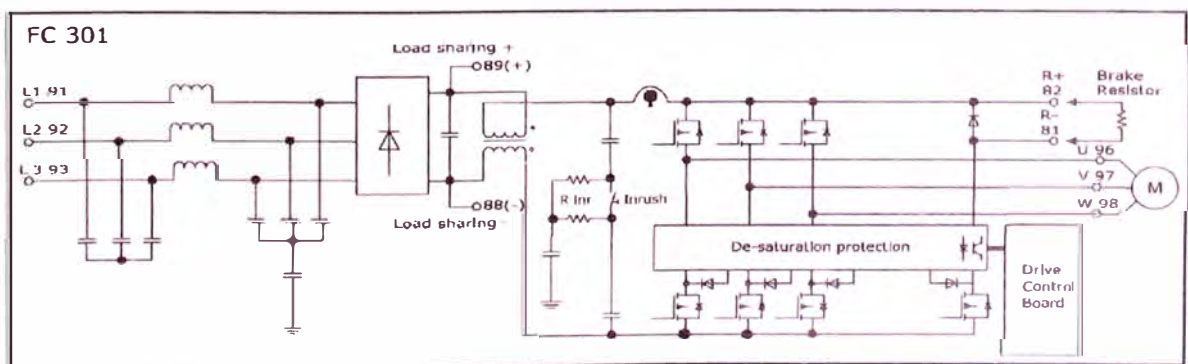 FC 301
Load sharing +
89(+)
L1 91
L2 92
L3 93
88(-)
Load sharing -
R Inr
Inrush
R+
82
R-
81
Brake
Resistor
U 96
V 97
W 98
M
De-saturation protection
Drive
Control
Board